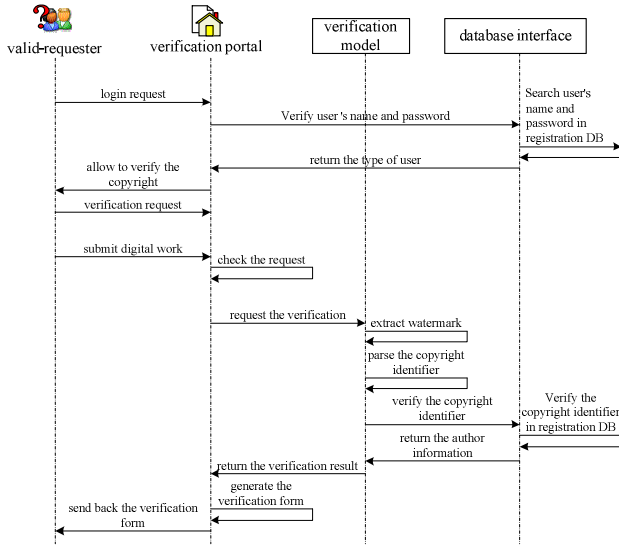 valid-requester
verification portal
verification
model
database interface
login request
Verify user's name and password
Search user's
name and
password in
registration DB
return the type of user
allow to verify the
copyright
verification request
submit digital work
check the request
request the verification
extract watermark
parse the copyright
identifier
verify the copyright
identifier
Verify the
copyright identifier
in registration DB
return the author
information
return the verification result
generate the
verification form
send back the verification
form